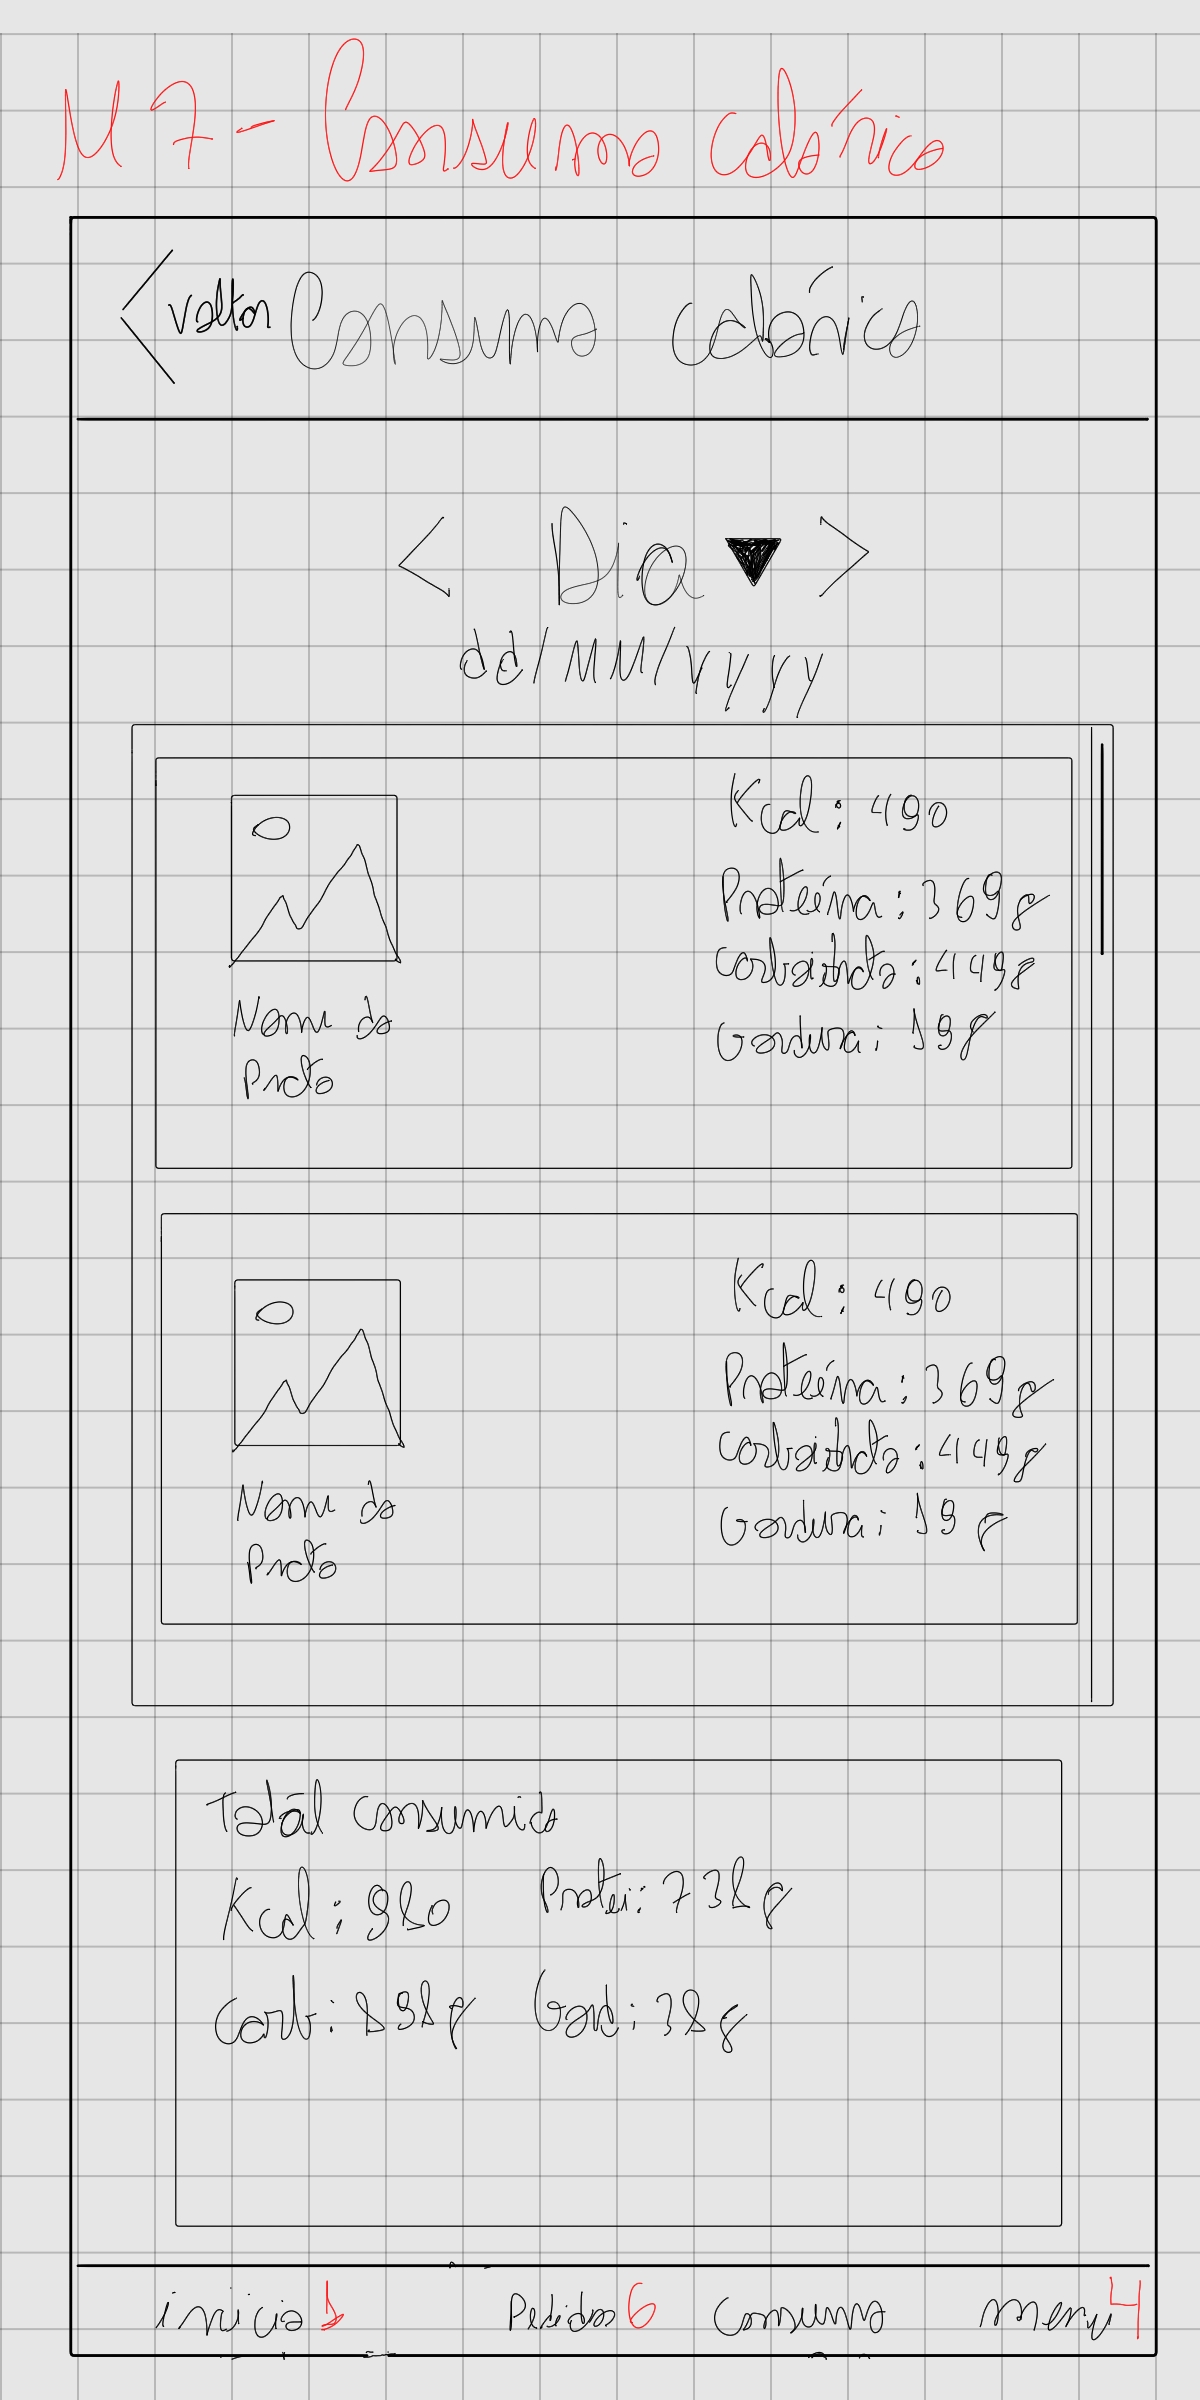 M7 - Consumo calórico
Voltar Consumo calórico
< Dia ▼ >
dd/MM/yyyy
Kcal: 490
Proteína: 369g
Carboidrato: 449g
Gordura: 19g
Nome do
Prato
Kcal: 490
Proteína: 369g
Carboidrato: 449g
Gordura: 19g
Nome do
Prato
Total consumido
Kcal: 980 Protei: 738g
Carb: 898g Gord: 38g
inicio 1 Pedidos 6 Consumo menu 4